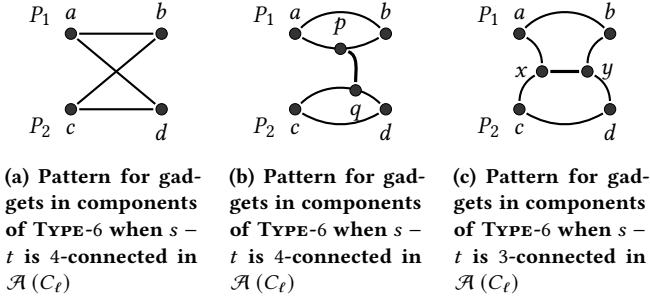 P1 a b
P2 c d
P1 a b
p
q
P2 c d
P1 a b
x y
P2 c d
(a) Pattern for gad-
gets in components
of Type-6 when s −
t is 4-connected in
𝒜 (Cℓ)
(b) Pattern for gad-
gets in components
of Type-6 when s −
t is 4-connected in
𝒜 (Cℓ)
(c) Pattern for gad-
gets in components
of Type-6 when s −
t is 3-connected in
𝒜 (Cℓ)